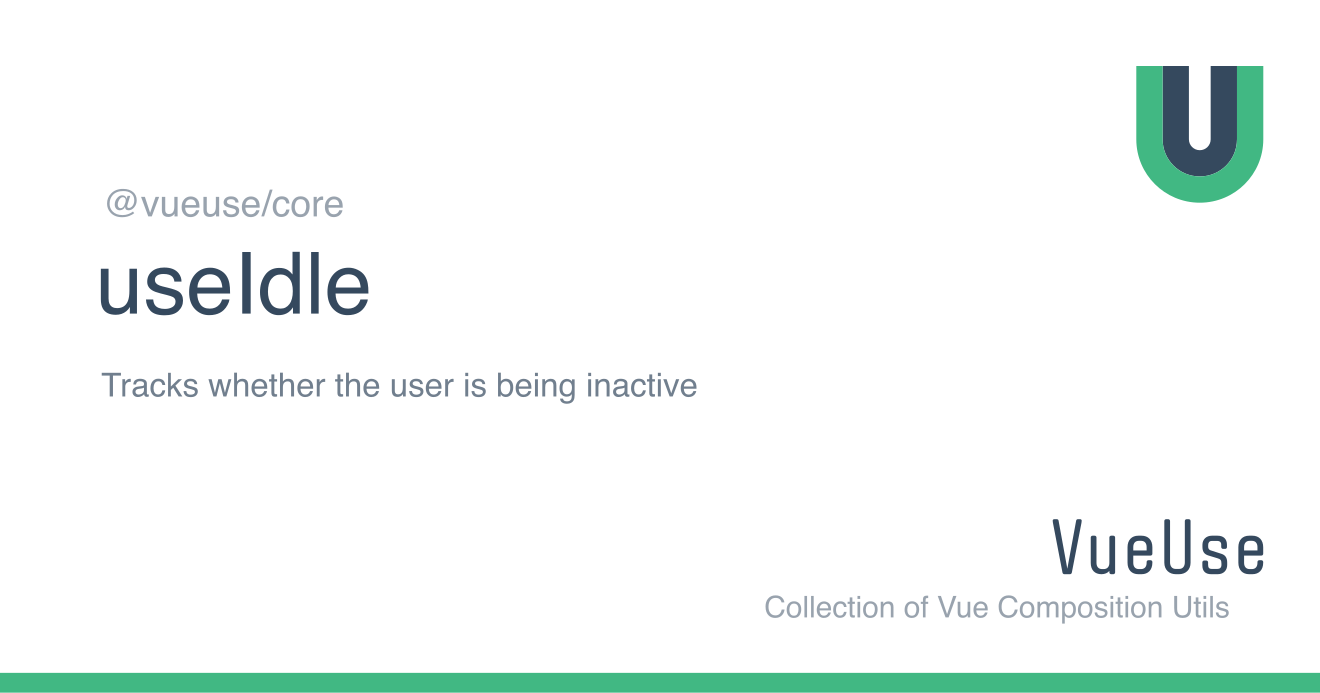 @vueuse/core
useIdle
Tracks whether the user is being inactive
VueUse
Collection of Vue Composition Utils